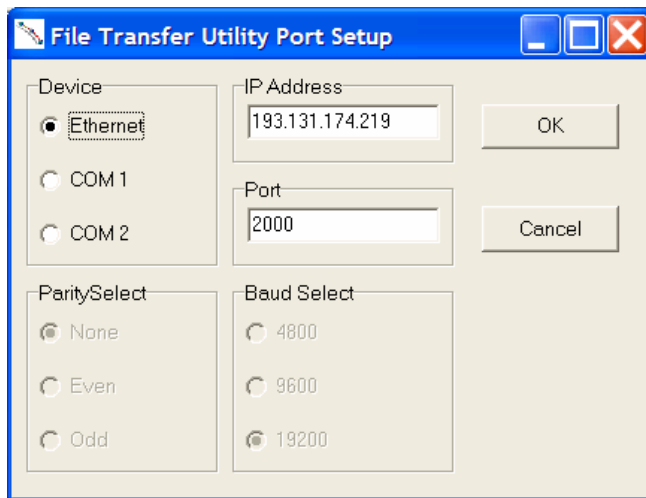 File Transfer Utility Port Setup
Device
Ethernet
COM 1
COM 2
IP Address
193.131.174.219
Port
2000
OK
Cancel
ParitySelect
None
Even
Odd
Baud Select
4800
9600
19200